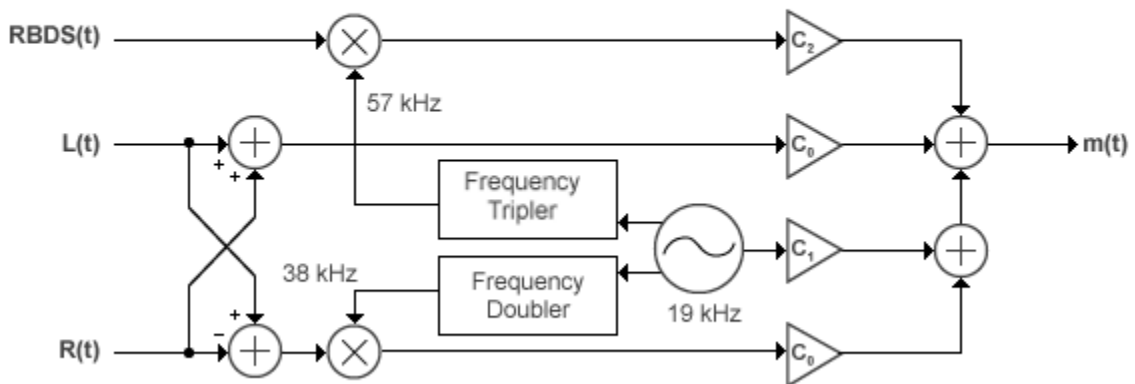 RBDS(t)
C₂
57 kHz
L(t)
+
+
C₀
m(t)
Frequency
Tripler
C₁
38 kHz
Frequency
Doubler
19 kHz
+
−
R(t)
C₀